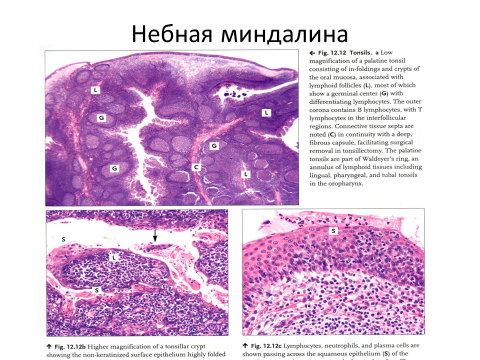 Небная миндалина
← Fig. 12.12 Tonsils. a Low
magnification of a palatine tonsil
consisting of in-foldings and crypts of
the oral mucosa, associated with
lymphoid follicles (L), most of which
show a germinal center (G) with
differentiating lymphocytes. The outer
corona contains B lymphocytes, with T
lymphocytes in the interfollicular
regions. Connective tissue septa are
noted (C) in continuity with a deep,
fibrous capsule, facilitating surgical
removal in tonsillectomy. The palatine
tonsils are part of Waldeyer's ring, an
annulus of lymphoid tissues including
lingual, pharyngeal, and tubal tonsils
in the oropharynx.
L
L
G
G
G
G
C
L
S
L
S
S
↑ Fig. 12.12b Higher magnification of a tonsillar crypt
showing the non-keratinized surface epithelium highly folded
↑ Fig. 12.12c Lymphocytes, neutrophils, and plasma cells are
shown passing across the squamous epithelium (S) of the